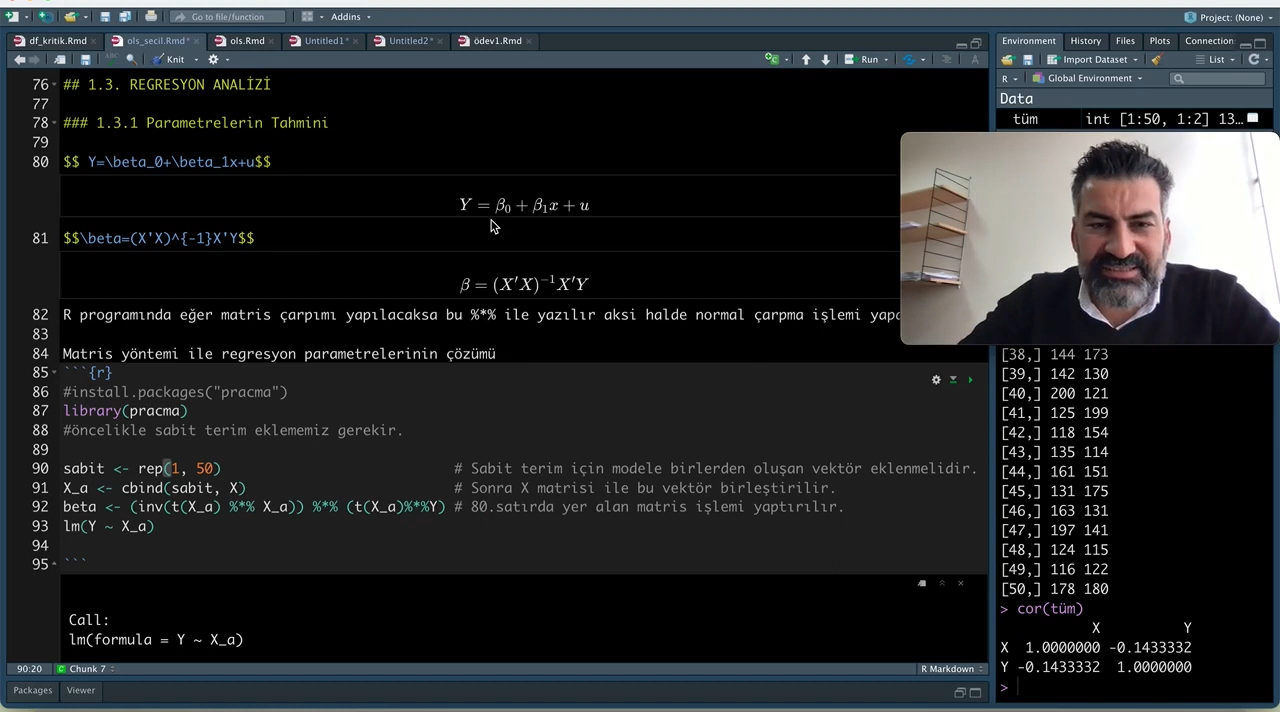 Go to file/function
Addins
Project: (None)
df_kritik.Rmd
ols_secil.Rmd*
ols.Rmd
Untitled1*
Untitled2*
ödev1.Rmd
Knit
Run
76 ## 1.3. REGRESYON ANALİZİ
77
78 ### 1.3.1 Parametrelerin Tahmini
79
80 $$ Y=\beta_0+\beta_1x+u$$
Y = β₀ + β₁x + u
81 $$\beta=(X'X)^{-1}X'Y$$
β = (X′X)⁻¹X′Y
82 R programında eğer matris çarpımı yapılacaksa bu %*% ile yazılır aksi halde normal çarpma işlemi yapı
83
84 Matris yöntemi ile regresyon parametrelerinin çözümü
85 ```{r}
86 #install.packages("pracma")
87 library(pracma)
88 #öncelikle sabit terim eklememiz gerekir.
89
90 sabit <- rep(1, 50) # Sabit terim için modele birlerden oluşan vektör eklenmelidir.
91 X_a <- cbind(sabit, X) # Sonra X matrisi ile bu vektör birleştirilir.
92 beta <- (inv(t(X_a) %*% X_a)) %*% (t(X_a)%*%Y) # 80.satırda yer alan matris işlemi yaptırılır.
93 lm(Y ~ X_a)
94
95 ```
Call:
lm(formula = Y ~ X_a)
90:20
Chunk 7
R Markdown
Packages
Viewer
Environment
History
Files
Plots
Connection
Import Dataset
List
R
Global Environment
Data
tüm int [1:50, 1:2] 13…
[38,] 144 173
[39,] 142 130
[40,] 200 121
[41,] 125 199
[42,] 118 154
[43,] 135 114
[44,] 161 151
[45,] 131 175
[46,] 163 131
[47,] 197 141
[48,] 124 115
[49,] 116 122
[50,] 178 180
> cor(tüm)
X Y
X 1.0000000 -0.1433332
Y -0.1433332 1.0000000
>